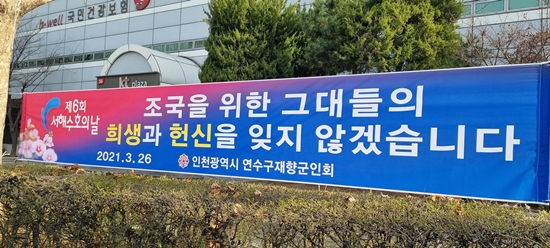 h-well 국민건강보험
kt plaza
제6회
서해수호의날
2021.3.26
조국을 위한 그대들의
희생과 헌신을 잊지 않겠습니다
인천광역시 연수구재향군인회